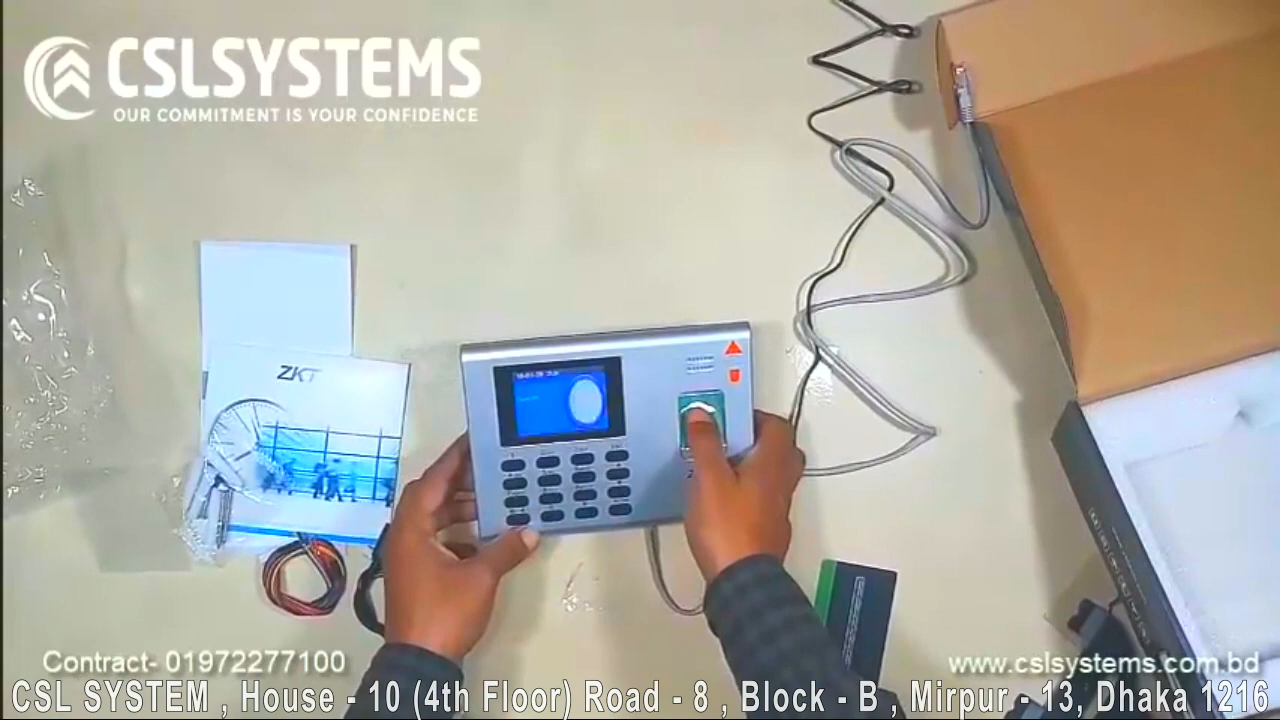 CSLSYSTEMS
OUR COMMITMENT IS YOUR CONFIDENCE
ZKT
Contract- 01972277100
www.cslsystems.com.bd
CSL SYSTEM , House - 10 (4th Floor) Road - 8 , Block - B , Mirpur - 13, Dhaka 1216